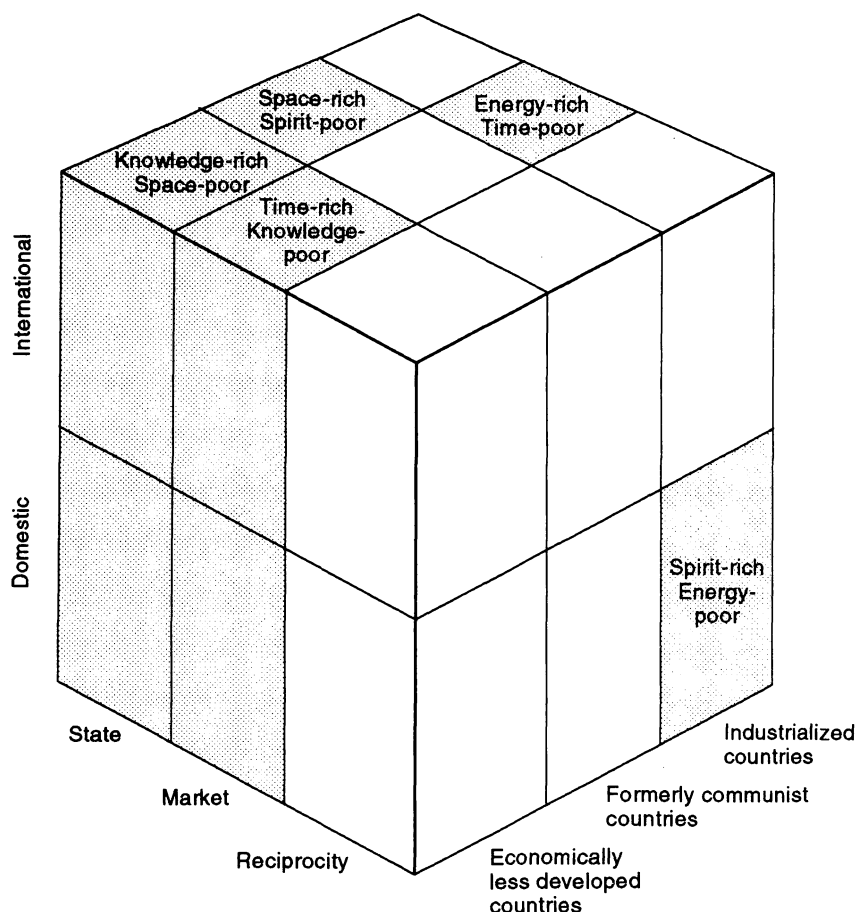 Space-rich
Spirit-poor
Energy-rich
Time-poor
Knowledge-rich
Space-poor
Time-rich
Knowledge-
poor
International
Domestic
Spirit-rich
Energy-
poor
State
Market
Reciprocity
Industrialized
countries
Formerly communist
countries
Economically
less developed
countries